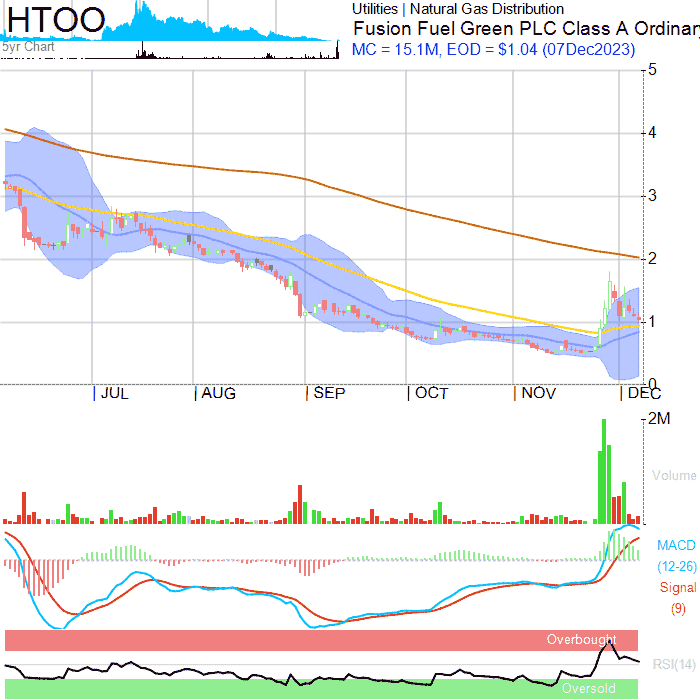 HTOO
5yr Chart
Utilities | Natural Gas Distribution
Fusion Fuel Green PLC Class A Ordinary
MC = 15.1M, EOD = $1.04 (07Dec2023)
5
4
3
2
1
0
JUL AUG SEP OCT NOV DEC
2M
Volume
MACD
(12-26)
Signal
(9)
Overbought
RSI(14)
Oversold